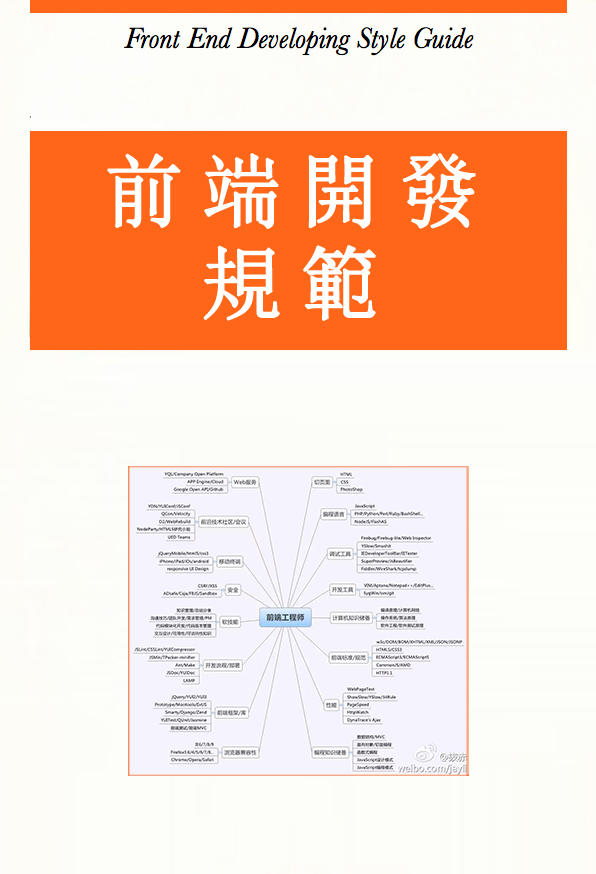 Front End Developing Style Guide
前端開發
規範
YQL/Company Open Platform
APP Engine/Cloud
Google Open API/Github
Web服务
YDN/YUIConf/JSConf
QCon/Velocity
D2/WebRebuild
NodeParty/HTML5梦究小组
UED Teams
前沿技术社区/会议
jQueryMobile/html5/css3
iPhone/iPad/iOs/android
responsive UI Design
移动终端
CSRF/XSS
ADsafe/Caja/FBJS/Sandbox
安全
知识管理/总结分享
沟通技巧/团队开发/需求管理/PM
代码模块化开发/代码版本管理
交互设计/可用性/可访问性知识
软技能
JSLint/CSSLint/YUICompressor
JSMin/TPacker-minifier
Ant/Make
JSDoc/YUIDoc
LAMP
开发流程/部署
jQuery/YUI2/YUI3
Prototype/Mootools/ExtJS
Smarty/Django/Zend
YUITest/QUnit/Jasmine
前端测试/前端MVC
前端框架/库
IE6/7/8/9
Firefox3.6/4/5/6/7/8...
Chrome/Opera/Safari
浏览器兼容性
前端工程师
切页面
HTML
CSS
PhotoShop
编程语言
JavaScript
PHP/Python/Perl/Ruby/BashShell...
NodeJS/FlashAS
调试工具
Firebug/Firebug lite/Web Inspector
YSlow/Smushit
IEDeveloperToolBar/IETester
SuperPreview/JsBeautifier
Fiddler/WireShark/tcpdump
开发工具
VIM/Aptana/Notepad++/EditPlus...
SygWin/svn/git
计算机知识储备
编译原理/计算机网络
操作系统/算法原理
软件工程/软件测试原理
前端标准/规范
w3c/DOM/BOM/XHTML/XML/JSON/JSONP
HTML5/CSS3
ECMAScript3/ECMAScript5
CommonJS/AMD
HTTP1.1
性能
WebPageTest
ShowSlow/YSlow/34Rule
PageSpeed
HttpWatch
DynaTrace's Ajax
编程知识储备
数据结构/MVC
面向对象/切面编程
函数式编程
JavaScript设计模式
JavaScript编程模式
@拔赤
weibo.com/jayli